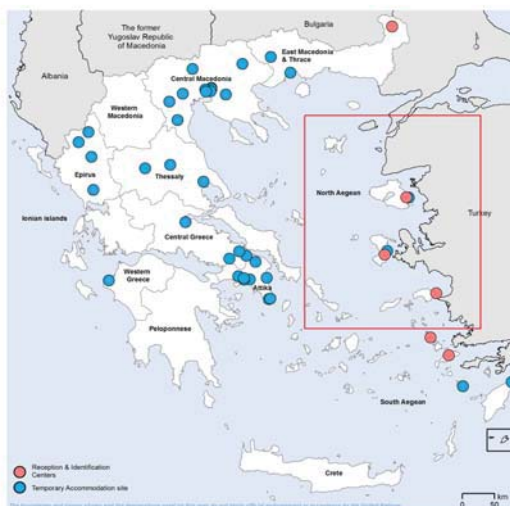 The former
Yugoslav Republic
of Macedonia
Bulgaria
Albania
East Macedonia
& Thrace
Central Macedonia
Western
Macedonia
Epirus
Thessaly
North Aegean
Turkey
Ionian Islands
Central Greece
Western
Greece
Attika
Peloponnese
South Aegean
Crete
Reception & Identification
Centers
Temporary Accommodation site
km
50